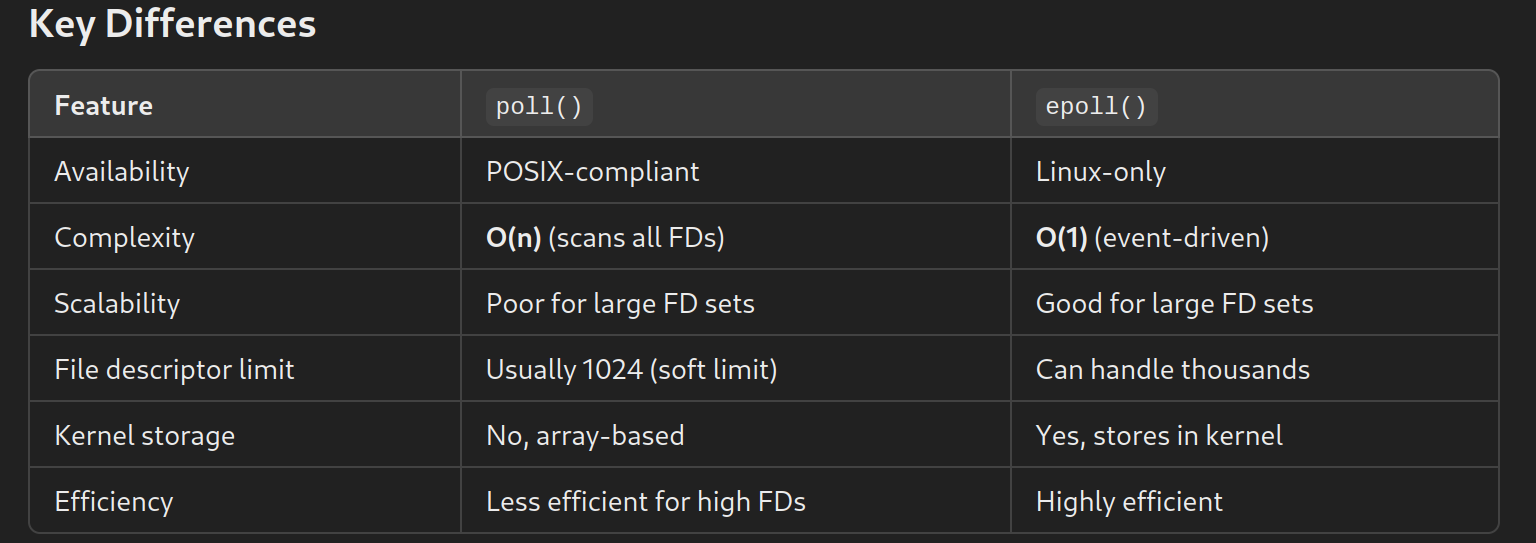 Key Differences
Feature poll() epoll()
Availability POSIX-compliant Linux-only
Complexity O(n) (scans all FDs) O(1) (event-driven)
Scalability Poor for large FD sets Good for large FD sets
File descriptor limit Usually 1024 (soft limit) Can handle thousands
Kernel storage No, array-based Yes, stores in kernel
Efficiency Less efficient for high FDs Highly efficient